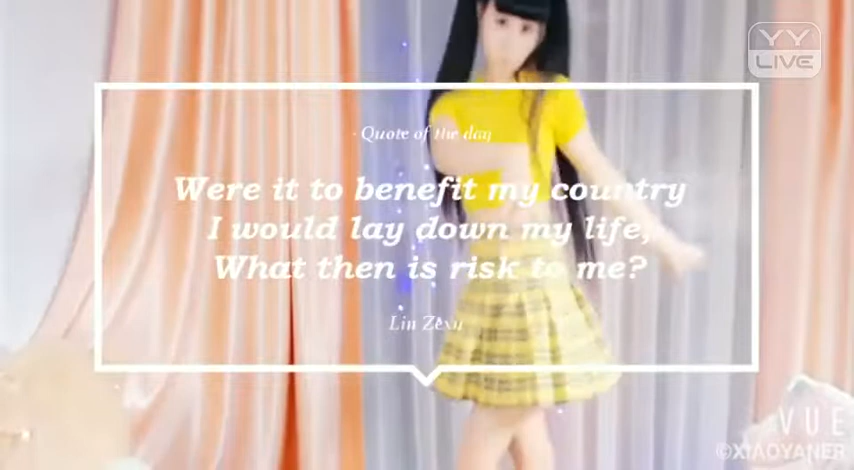 YY
LIVE
- Quote of the day
Were it to benefit my country
I would lay down my life,
What then is risk to me?
Lin Zexu
VUE
©XIAOYANER